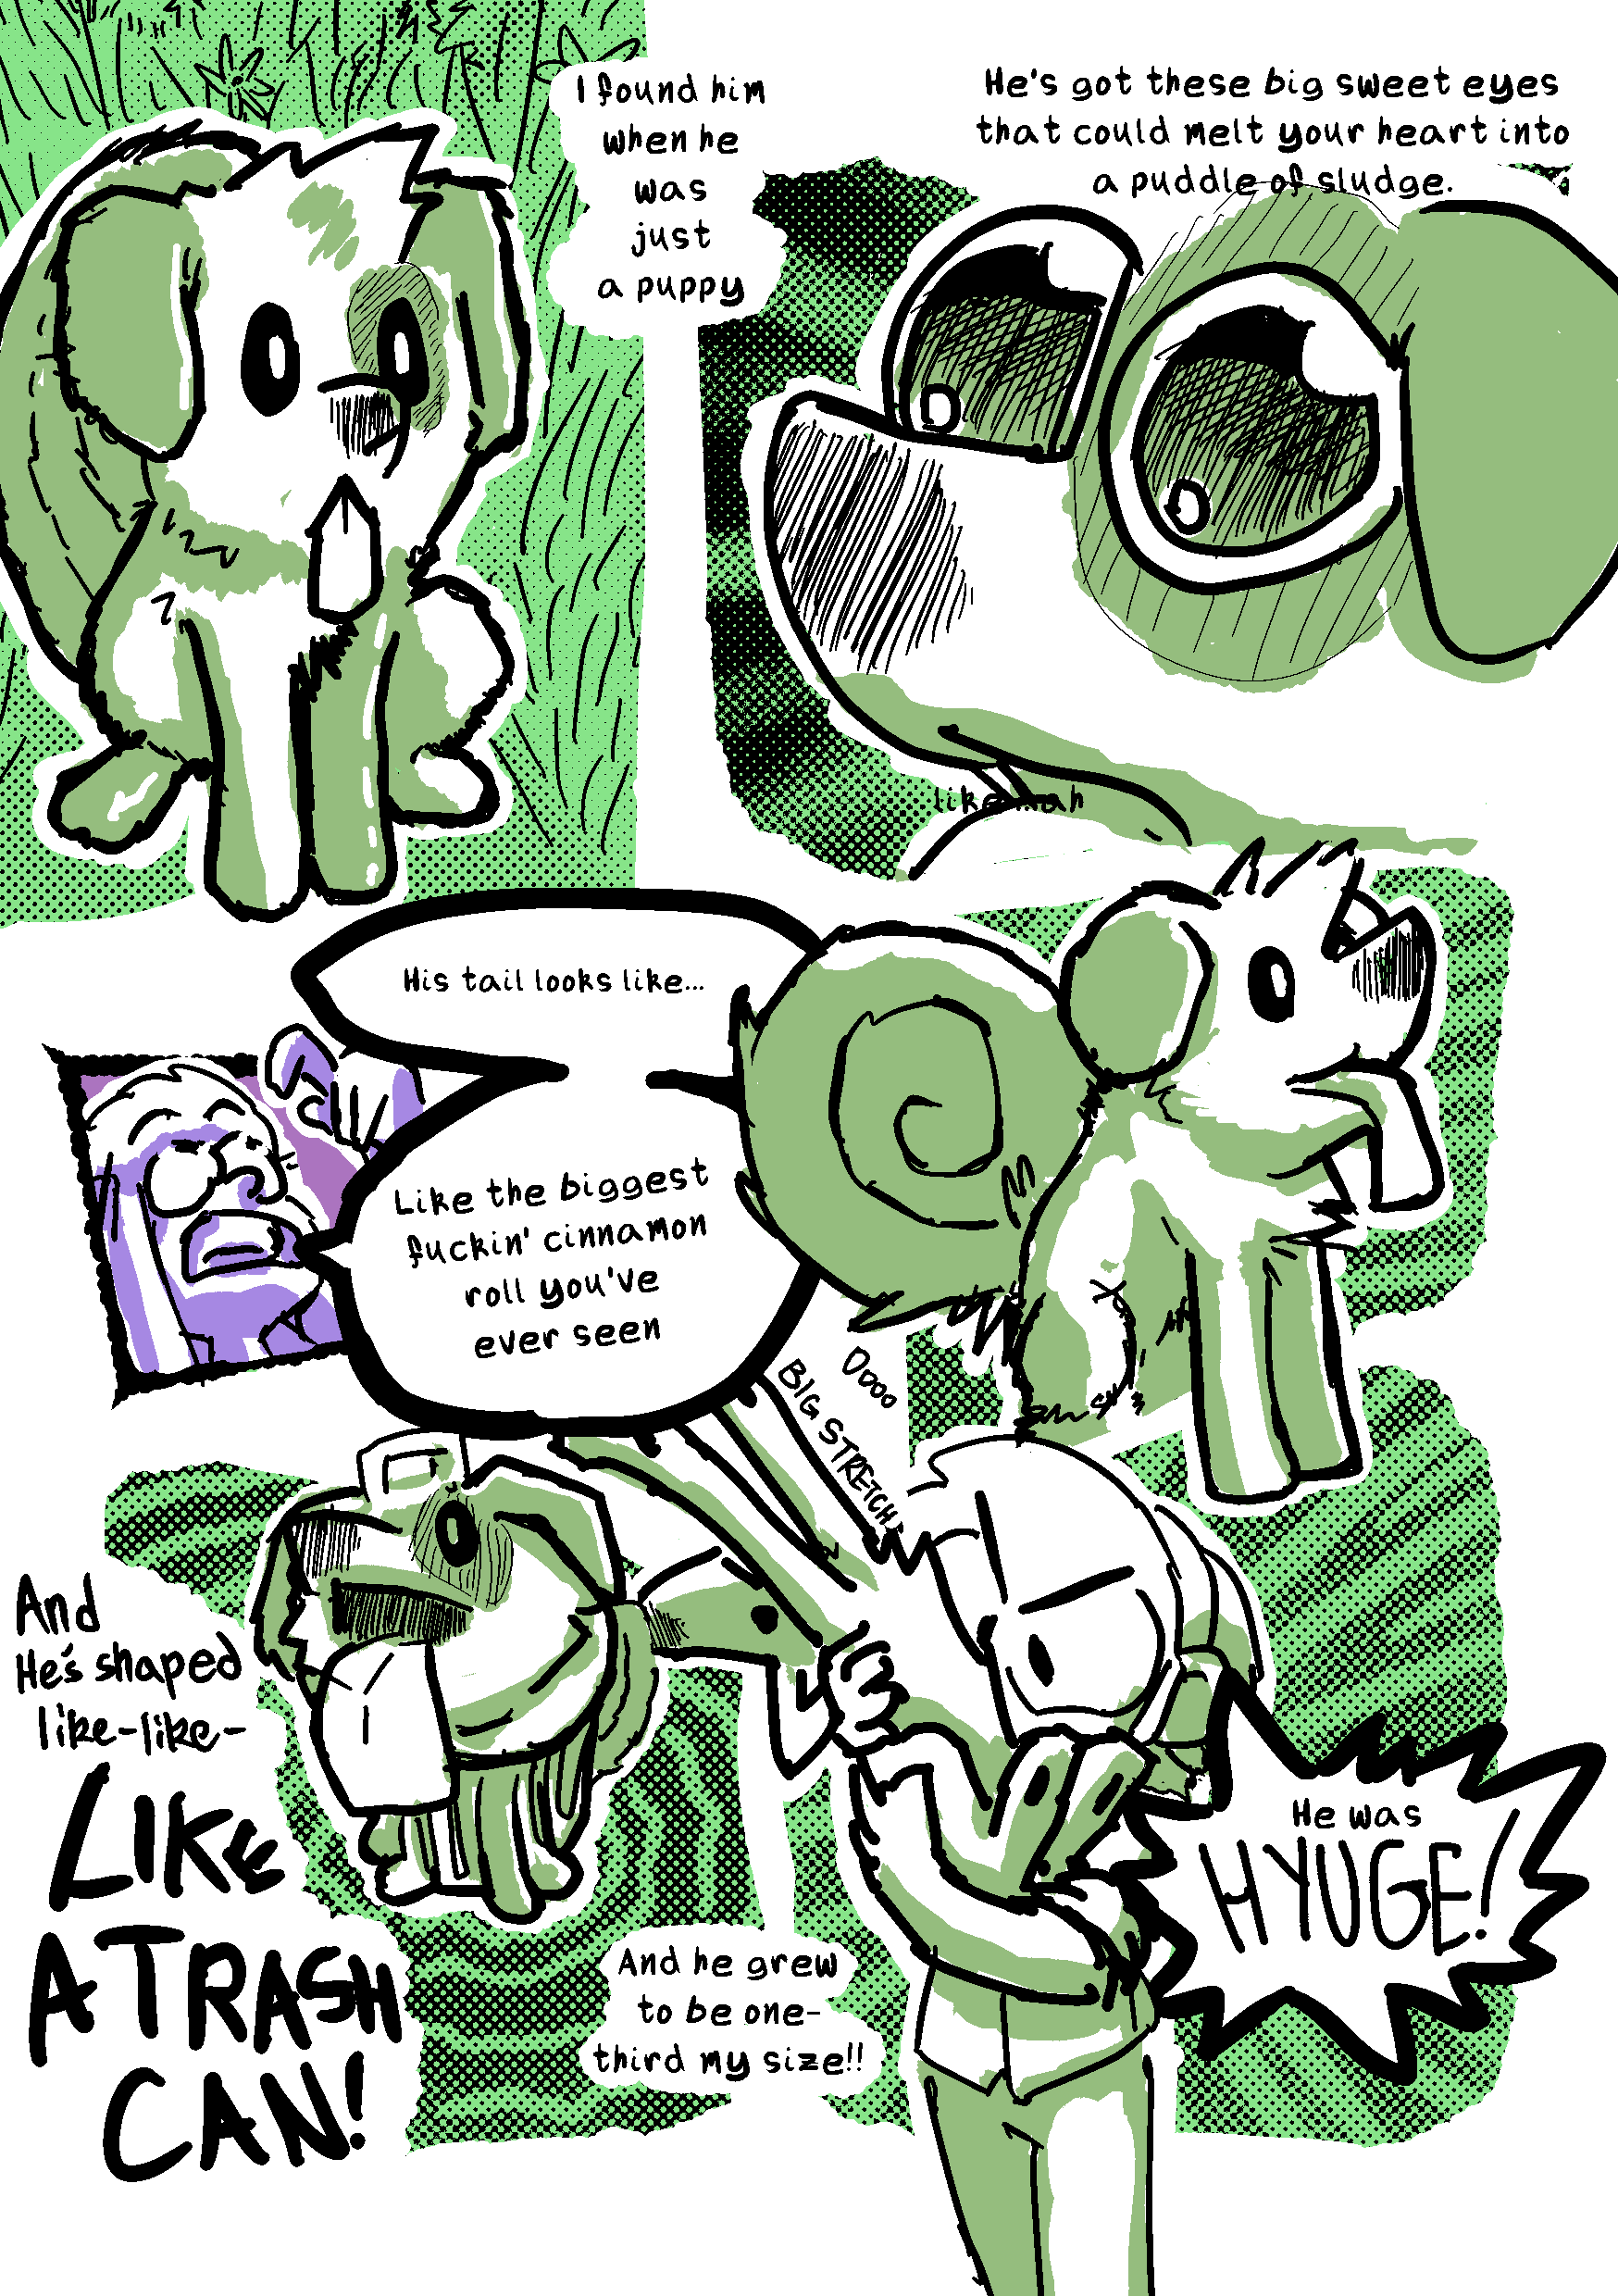 I found him
when he
was
just
a puppy
He's got these big sweet eyes
that could melt your heart into
a puddle of sludge.
His tail looks like...
Like the biggest
fuckin' cinnamon
roll you've
ever seen
Oooo
BIG STRETCH
And
He's shaped
like-like-
LIKE
A TRASH
CAN!
And he grew
to be one-
third my size!!
He was
HYUGE!